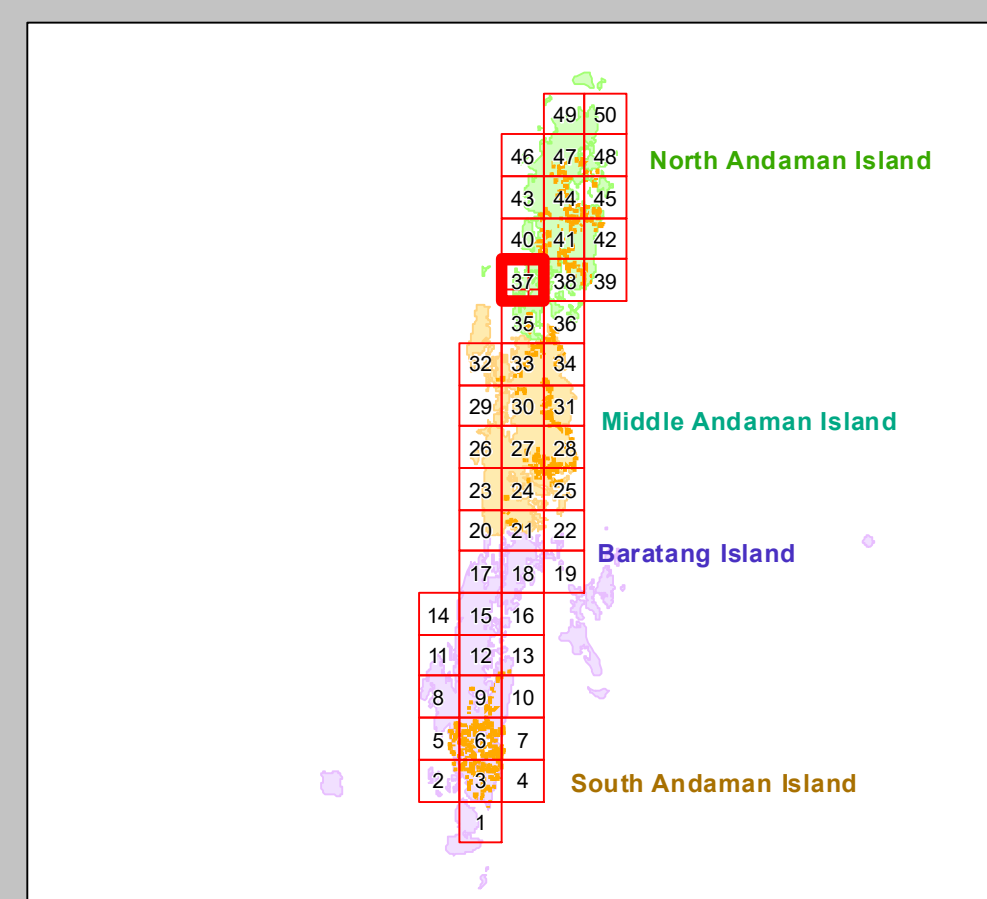 49 50
46 47 48
North Andaman Island
43 44 45
40 41 42
37 38 39
35 36
32 33 34
29 30 31
Middle Andaman Island
26 27 28
23 24 25
20 21 22
Baratang Island
17 18 19
14 15 16
11 12 13
8 9 10
5 6 7
2 3 4
South Andaman Island
1